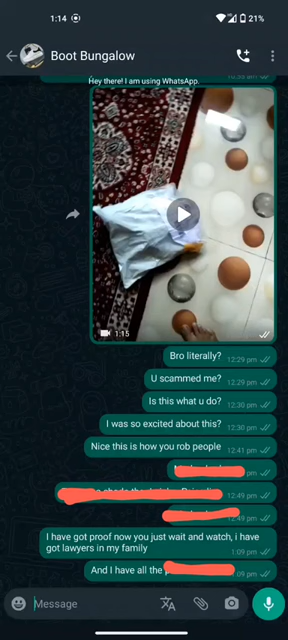 1:14
21%
Boot Bungalow
Hey there! I am using WhatsApp.
1:15
Bro literally?
12:29 pm
U scammed me?
12:29 pm
Is this what u do?
12:30 pm
I was so excited about this?
12:30 pm
Nice this is how you rob people
12:41 pm
12:49 pm
12:49 pm
I have got proof now you just wait and watch, i have
got lawyers in my family
1:09 pm
And I have all the
1:09 pm
Message